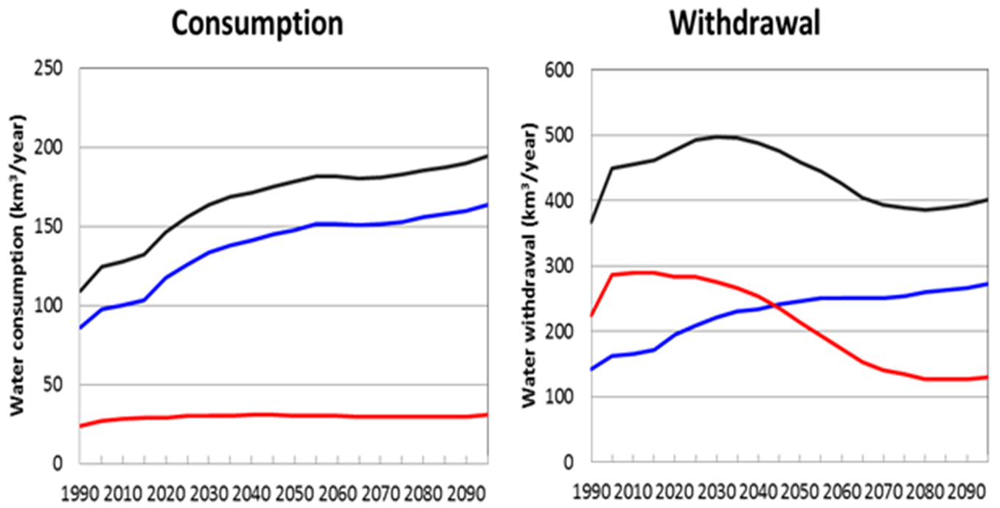 Consumption
Water consumption (km³/year)
250
200
150
100
50
0
1990 2010 2020 2030 2040 2050 2060 2070 2080 2090
Withdrawal
Water withdrawal (km³/year)
600
500
400
300
200
100
0
1990 2010 2020 2030 2040 2050 2060 2070 2080 2090